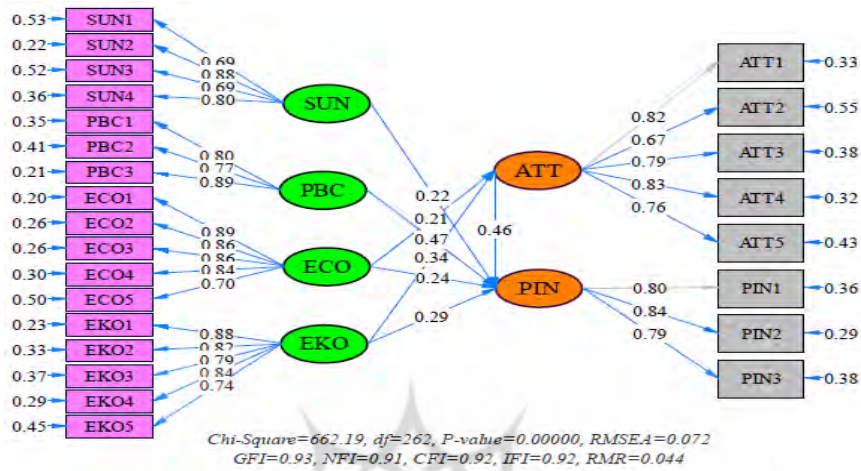 0.53 SUN1
0.22 SUN2
0.52 SUN3
0.36 SUN4
0.35 PBC1
0.41 PBC2
0.21 PBC3
0.20 ECO1
0.26 ECO2
0.26 ECO3
0.30 ECO4
0.50 ECO5
0.23 EKO1
0.33 EKO2
0.37 EKO3
0.29 EKO4
0.45 EKO5
0.69
0.88
0.69
0.80
0.80
0.77
0.89
0.89
0.86
0.86
0.84
0.70
0.88
0.82
0.79
0.84
0.74
SUN
PBC
ECO
EKO
0.22
0.21
0.47
0.34
0.24
0.29
0.46
ATT
PIN
0.82
0.67
0.79
0.83
0.76
0.80
0.84
0.79
ATT1 0.33
ATT2 0.55
ATT3 0.38
ATT4 0.32
ATT5 0.43
PIN1 0.36
PIN2 0.29
PIN3 0.38
Chi-Square=662.19, df=262, P-value=0.00000, RMSEA=0.072
GFI=0.93, NFI=0.91, CFI=0.92, IFI=0.92, RMR=0.044